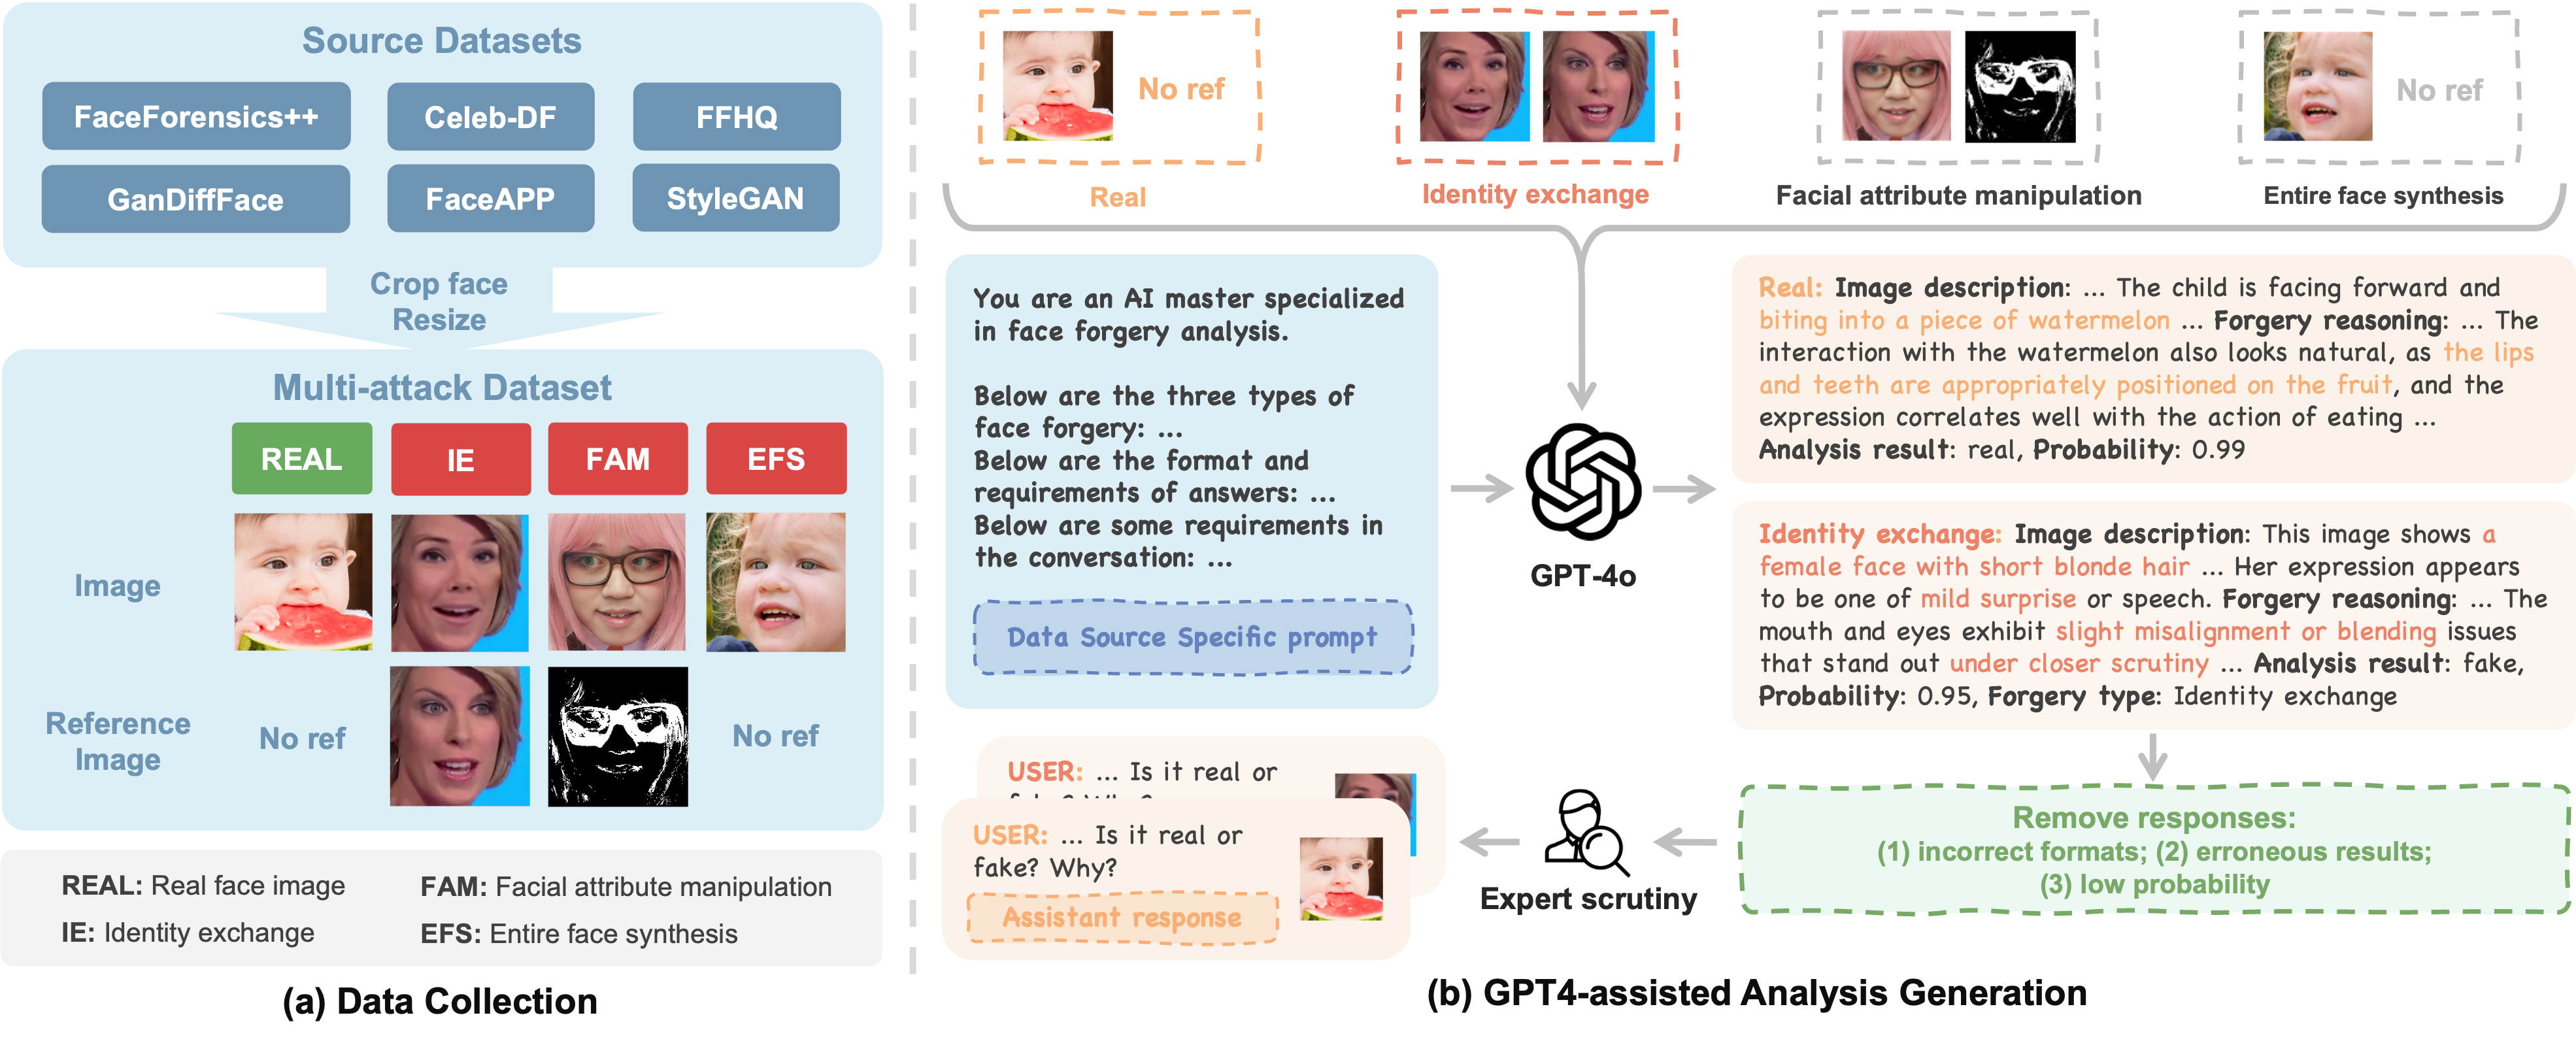 Source Datasets
FaceForensics++
Celeb-DF
FFHQ
GanDiffFace
FaceAPP
StyleGAN
Crop face
Resize
Multi-attack Dataset
REAL
IE
FAM
EFS
Image
Reference
Image
No ref
No ref
REAL: Real face image
FAM: Facial attribute manipulation
IE: Identity exchange
EFS: Entire face synthesis
(a) Data Collection
No ref
No ref
Real
Identity exchange
Facial attribute manipulation
Entire face synthesis
You are an AI master specialized
in face forgery analysis.
Below are the three types of
face forgery: ...
Below are the format and
requirements of answers: ...
Below are some requirements in
the conversation: ...
Data Source Specific prompt
GPT-4o
Real: Image description: ... The child is facing forward and
biting into a piece of watermelon ... Forgery reasoning: ... The
interaction with the watermelon also looks natural, as the lips
and teeth are appropriately positioned on the fruit, and the
expression correlates well with the action of eating ...
Analysis result: real, Probability: 0.99
Identity exchange: Image description: This image shows a
female face with short blonde hair ... Her expression appears
to be one of mild surprise or speech. Forgery reasoning: ... The
mouth and eyes exhibit slight misalignment or blending issues
that stand out under closer scrutiny ... Analysis result: fake,
Probability: 0.95, Forgery type: Identity exchange
Remove responses:
(1) incorrect formats; (2) erroneous results;
(3) low probability
Expert scrutiny
USER: ... Is it real or
USER: ... Is it real or
fake? Why?
Assistant response
(b) GPT4-assisted Analysis Generation